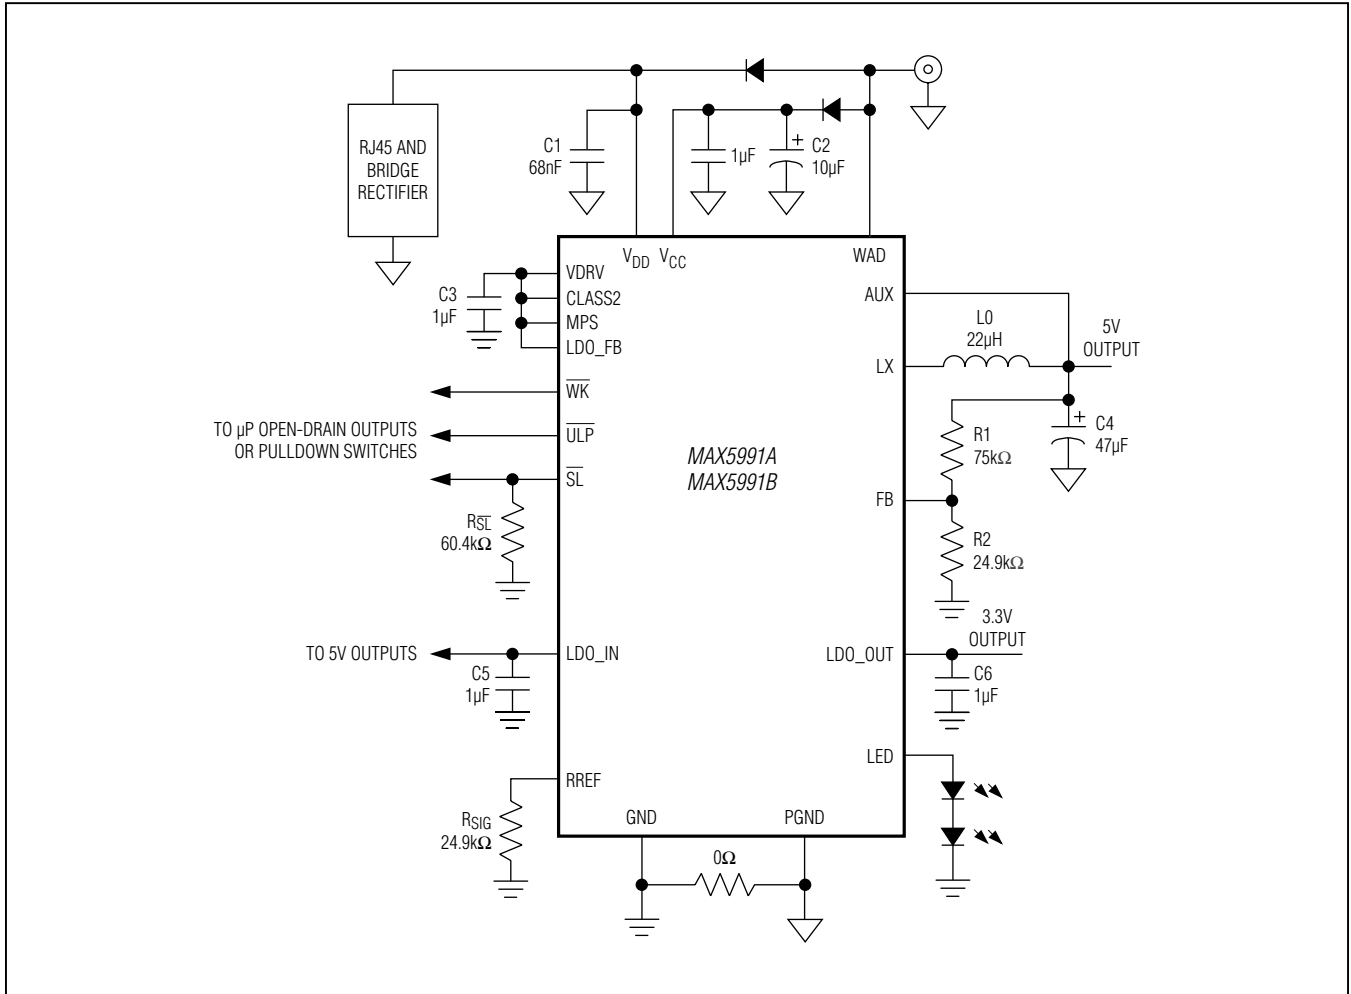 RJ45 AND
BRIDGE
RECTIFIER
C1
68nF
1µF
+
C2
10µF
VDD
VCC
WAD
VDRV
CLASS2
MPS
LDO_FB
C3
1µF
AUX
L0
22µH
5V
OUTPUT
LX
WK
TO µP OPEN-DRAIN OUTPUTS
OR PULLDOWN SWITCHES
ULP
SL
RSL
60.4kΩ
MAX5991A
MAX5991B
R1
75kΩ
+
C4
47µF
FB
R2
24.9kΩ
3.3V
OUTPUT
TO 5V OUTPUTS
LDO_IN
C5
1µF
LDO_OUT
C6
1µF
LED
RREF
RSIG
24.9kΩ
GND
PGND
0Ω